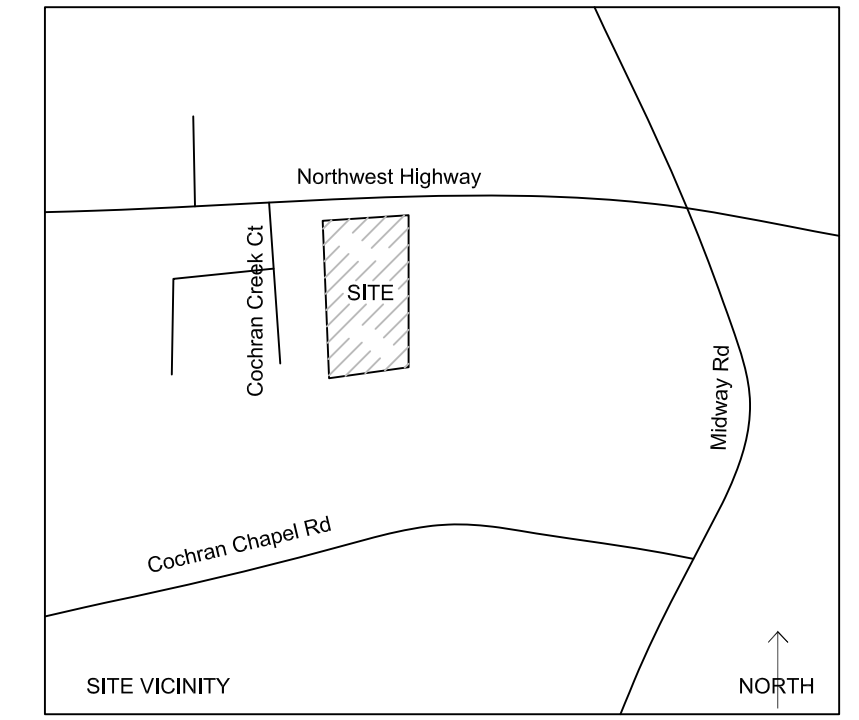 Northwest Highway
Cochran Creek Ct
SITE
Midway Rd
Cochran Chapel Rd
SITE VICINITY
NORTH